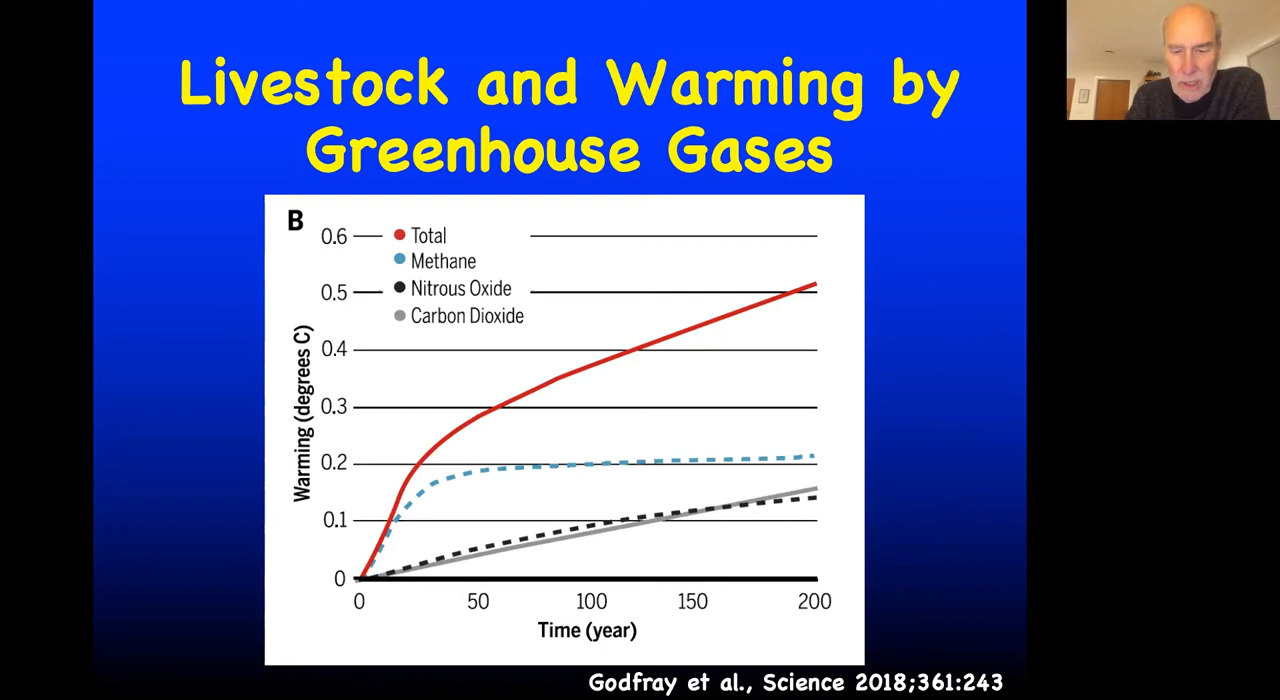 Livestock and Warming by
Greenhouse Gases
B
0.6
Total
Methane
0.5
Nitrous Oxide
Carbon Dioxide
0.4
0.3
0.2
0.1
0
Warming (degrees C)
0 50 100 150 200
Time (year)
Godfray et al., Science 2018;361:243